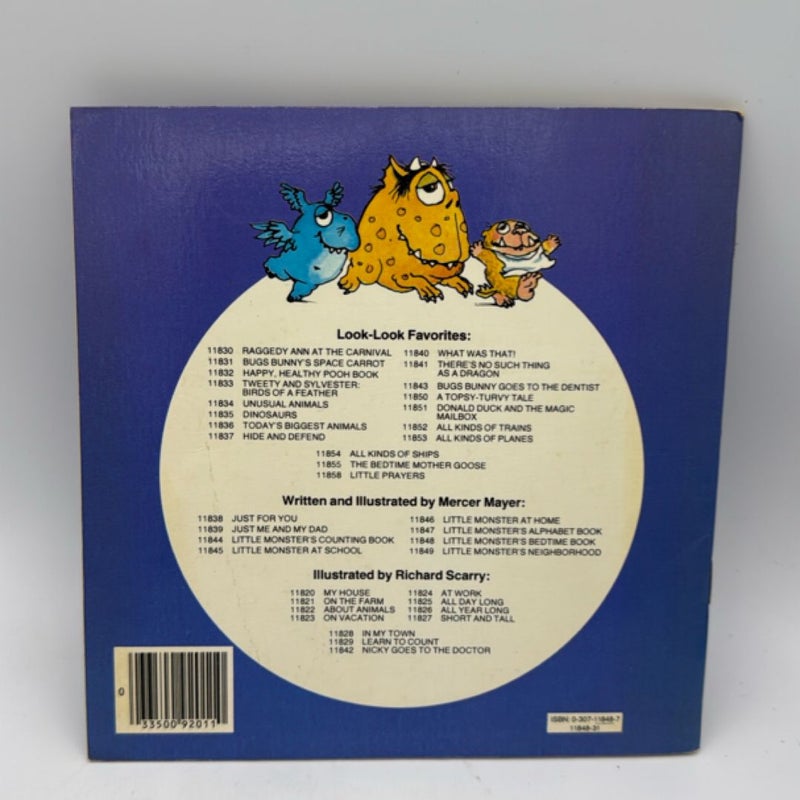 Look-Look Favorites:
11830 RAGGEDY ANN AT THE CARNIVAL
11831 BUGS BUNNY'S SPACE CARROT
11832 HAPPY, HEALTHY POOH BOOK
11833 TWEETY AND SYLVESTER:
BIRDS OF A FEATHER
11834 UNUSUAL ANIMALS
11835 DINOSAURS
11836 TODAY'S BIGGEST ANIMALS
11837 HIDE AND DEFEND
11840 WHAT WAS THAT!
11841 THERE'S NO SUCH THING
AS A DRAGON
11843 BUGS BUNNY GOES TO THE DENTIST
11850 A TOPSY-TURVY TALE
11851 DONALD DUCK AND THE MAGIC
MAILBOX
11852 ALL KINDS OF TRAINS
11853 ALL KINDS OF PLANES
11854 ALL KINDS OF SHIPS
11855 THE BEDTIME MOTHER GOOSE
11858 LITTLE PRAYERS
Written and Illustrated by Mercer Mayer:
11838 JUST FOR YOU
11839 JUST ME AND MY DAD
11844 LITTLE MONSTER'S COUNTING BOOK
11845 LITTLE MONSTER AT SCHOOL
11846 LITTLE MONSTER AT HOME
11847 LITTLE MONSTER'S ALPHABET BOOK
11848 LITTLE MONSTER'S BEDTIME BOOK
11849 LITTLE MONSTER'S NEIGHBORHOOD
Illustrated by Richard Scarry:
11820 MY HOUSE
11821 ON THE FARM
11822 ABOUT ANIMALS
11823 ON VACATION
11824 AT WORK
11825 ALL DAY LONG
11826 ALL YEAR LONG
11827 SHORT AND TALL
11828 IN MY TOWN
11829 LEARN TO COUNT
11842 NICKY GOES TO THE DOCTOR
0
33500 92011
ISBN: 0-307-11848-7
11848-31